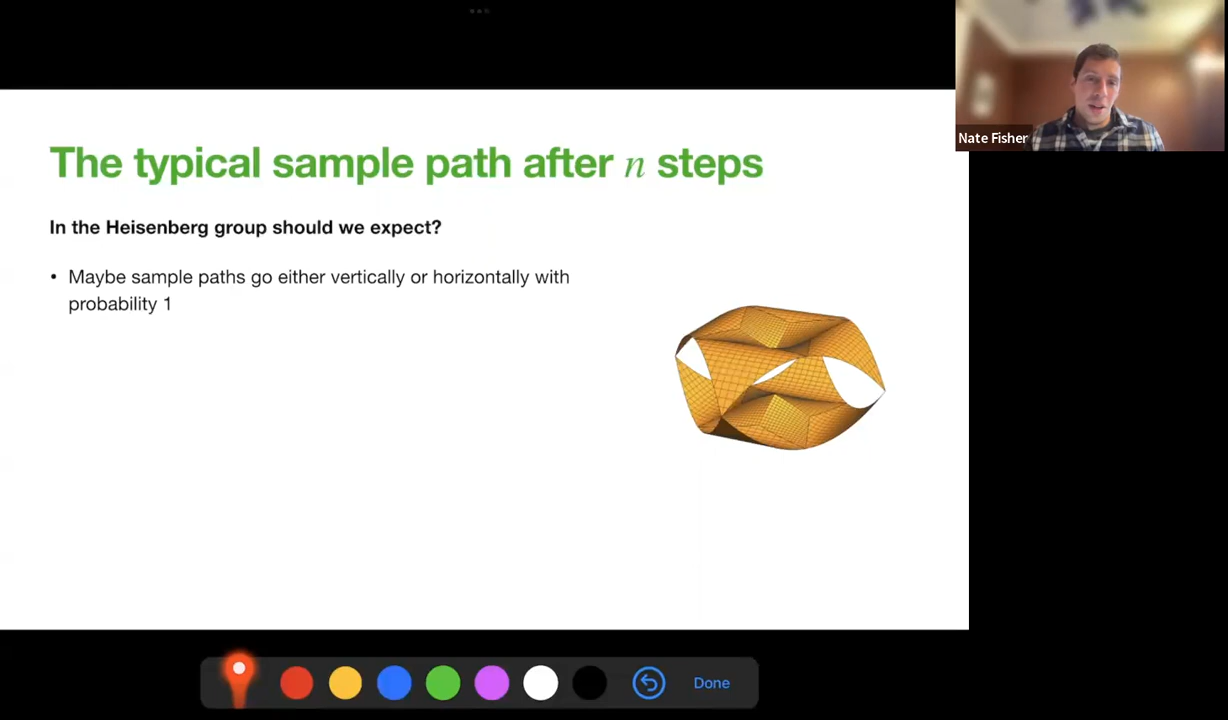 Nate Fisher
The typical sample path after n steps
In the Heisenberg group should we expect?
• Maybe sample paths go either vertically or horizontally with
probability 1
Done